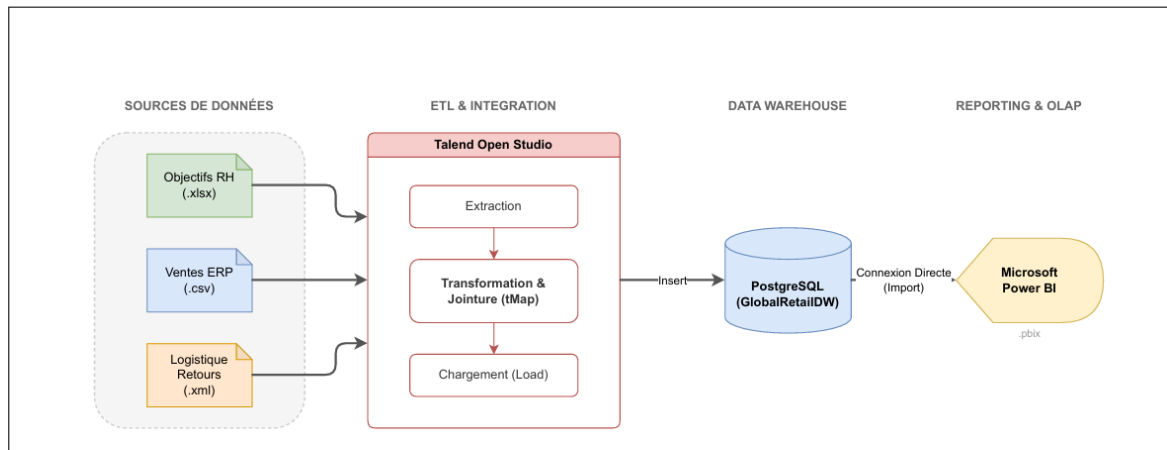 SOURCES DE DONNÉES
ETL & INTEGRATION
DATA WAREHOUSE
REPORTING & OLAP
Objectifs RH
(.xlsx)
Ventes ERP
(.csv)
Logistique
Retours
(.xml)
Talend Open Studio
Extraction
Transformation &
Jointure (tMap)
Chargement (Load)
Insert
PostgreSQL
(GlobalRetailDW)
Connexion Directe
(Import)
Microsoft
Power BI
.pbix